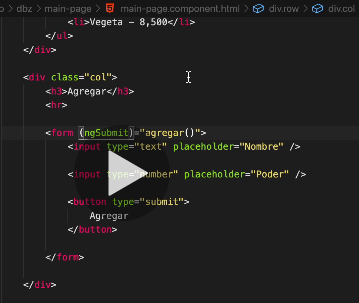 dbz > main-page > main-page.component.html > div.row > div.col
<li>Vegeta - 8,500</li>
</ul>
</div>
<div class="col">
<h3>Agregar</h3>
<hr>
<form (ngSubmit)="agregar()">
<input type="text" placeholder="Nombre" />
<input type="number" placeholder="Poder" />
<button type="submit">
Agregar
</button>
</form>
</div>